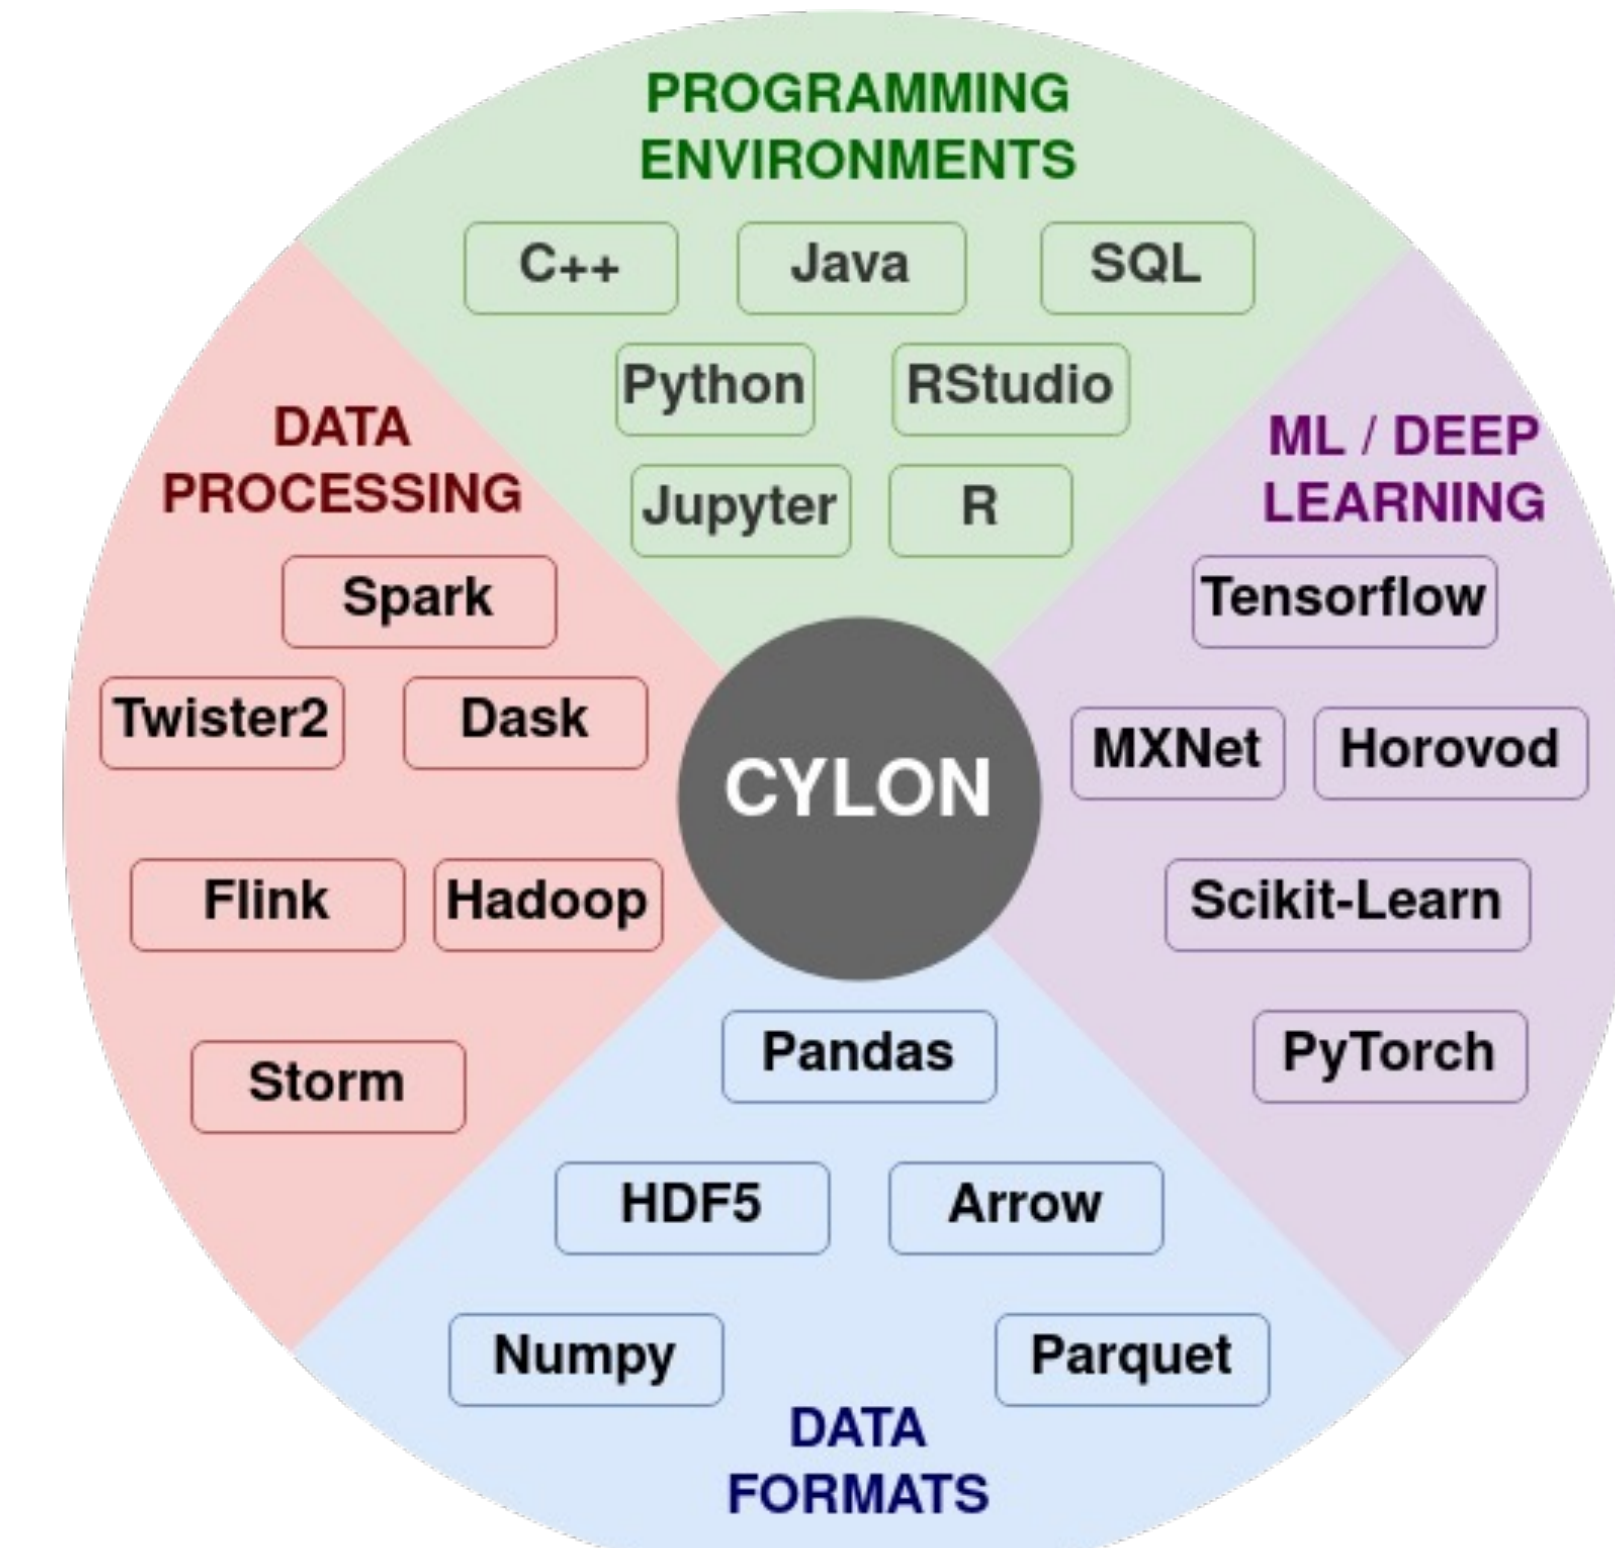 PROGRAMMING
ENVIRONMENTS
C++ Java SQL
Python RStudio
Jupyter R
DATA
PROCESSING
Spark
Twister2 Dask
Flink Hadoop
Storm
CYLON
ML / DEEP
LEARNING
Tensorflow
MXNet Horovod
Scikit-Learn
PyTorch
Pandas
HDF5 Arrow
Numpy Parquet
DATA
FORMATS